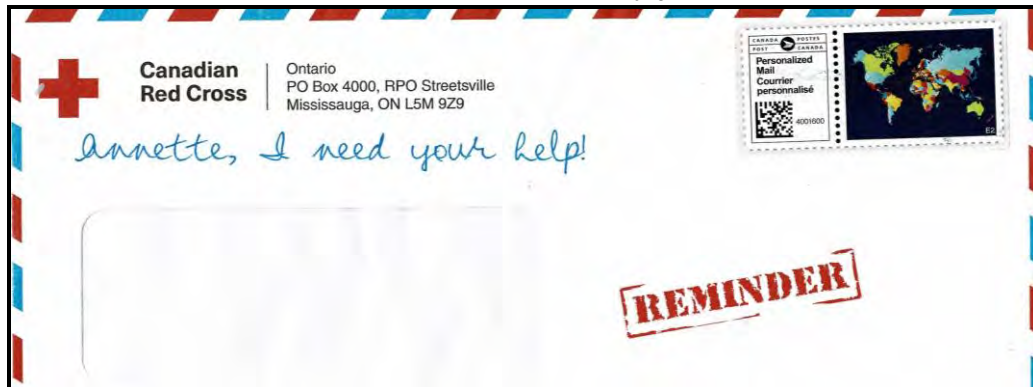 Canadian
Red Cross
Ontario
PO Box 4000, RPO Streetsville
Mississauga, ON L5M 9Z9
CANADA POSTES
POST CANADA
Personalized
Mail
Courrier
personnalisé
4001600
E2
Annette, I need your help!
REMINDER